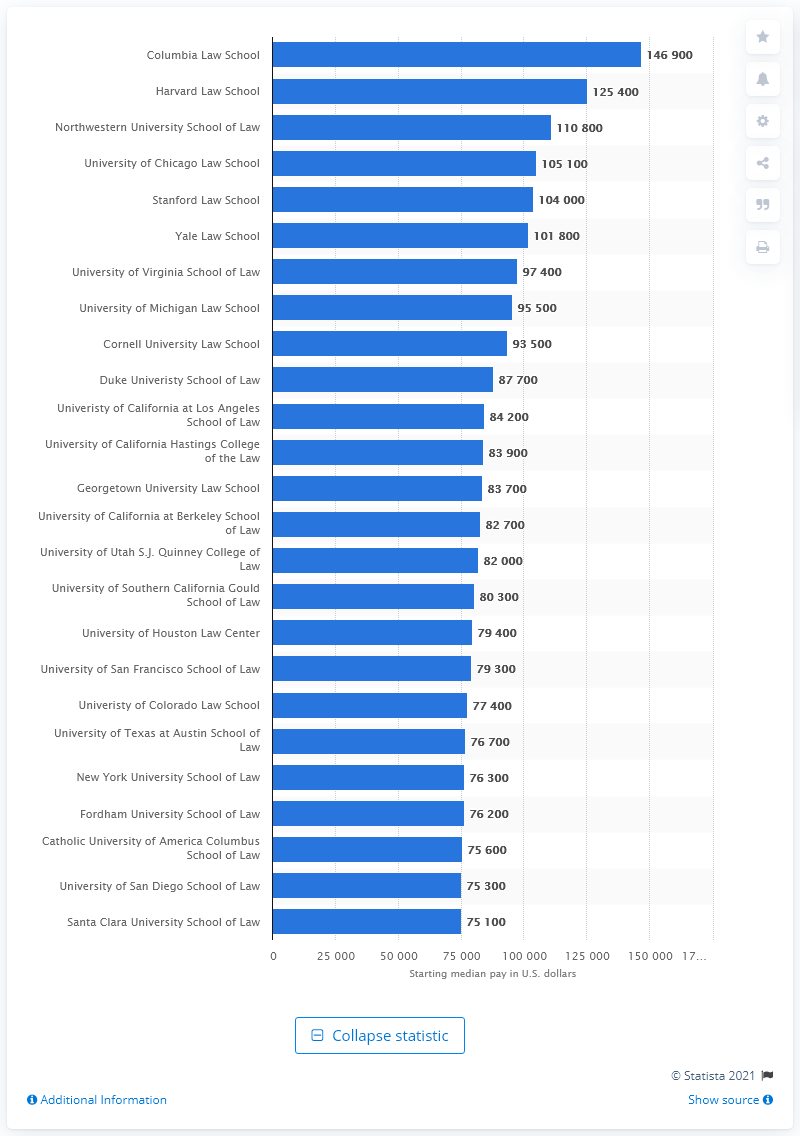 Columbia Law School 146 900
Harvard Law School 125 400
Northwestern University School of Law 110 800
University of Chicago Law School 105 100
Stanford Law School 104 000
Yale Law School 101 800
University of Virginia School of Law 97 400
University of Michigan Law School 95 500
Cornell University Law School 93 500
Duke Univeristy School of Law 87 700
Univeristy of California at Los Angeles
School of Law 84 200
University of California Hastings College
of the Law 83 900
Georgetown University Law School 83 700
University of California at Berkeley School
of Law 82 700
University of Utah S.J. Quinney College of
Law 82 000
University of Southern California Gould
School of Law 80 300
University of Houston Law Center 79 400
University of San Francisco School of Law 79 300
Univeristy of Colorado Law School 77 400
University of Texas at Austin School of
Law 76 700
New York University School of Law 76 300
Fordham University School of Law 76 200
Catholic University of America Columbus
School of Law 75 600
University of San Diego School of Law 75 300
Santa Clara University School of Law 75 100
0 25 000 50 000 75 000 100 000 125 000 150 000 17…
Starting median pay in U.S. dollars
Collapse statistic
© Statista 2021
Additional Information Show source